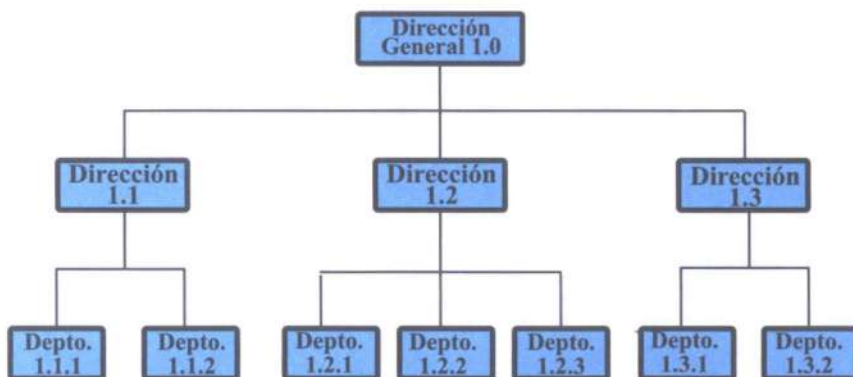 Dirección
General 1.0
Dirección
1.1
Dirección
1.2
Dirección
1.3
Depto.
1.1.1
Depto.
1.1.2
Depto.
1.2.1
Depto.
1.2.2
Depto.
1.2.3
Depto.
1.3.1
Depto.
1.3.2